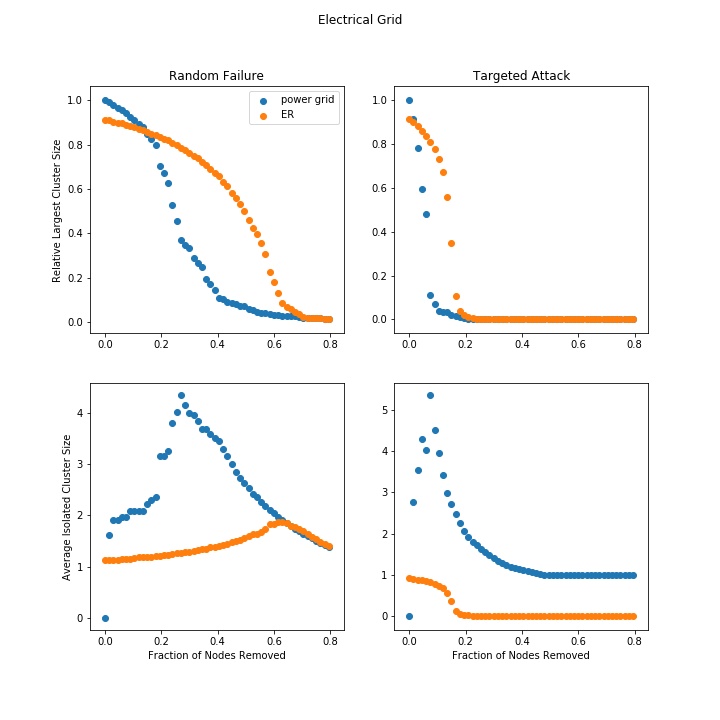 Electrical Grid
Random Failure
Targeted Attack
power grid
ER
Relative Largest Cluster Size
1.0
0.8
0.6
0.4
0.2
0.0
0.0 0.2 0.4 0.6 0.8
1.0
0.8
0.6
0.4
0.2
0.0
0.0 0.2 0.4 0.6 0.8
Average Isolated Cluster Size
4
3
2
1
0
0.0 0.2 0.4 0.6 0.8
Fraction of Nodes Removed
5
4
3
2
1
0
0.0 0.2 0.4 0.6 0.8
Fraction of Nodes Removed